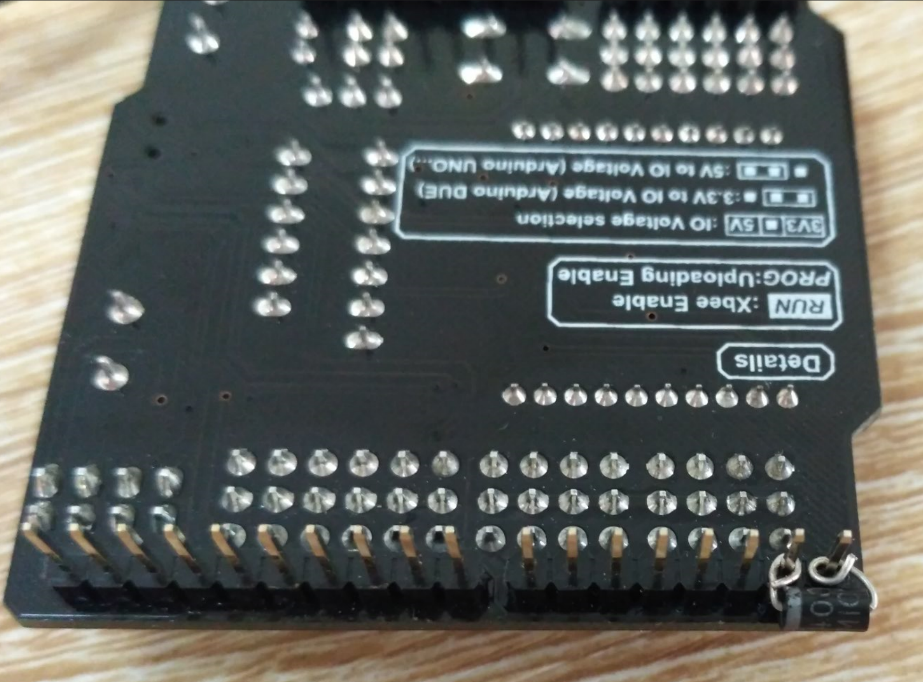 Details
RUN :Xbee Enable
PROG:Uploading Enable
3V3 5V :IO Voltage selection
:3.3V to IO Voltage (Arduino DUE)
:5V to IO Voltage (Arduino UNO...)